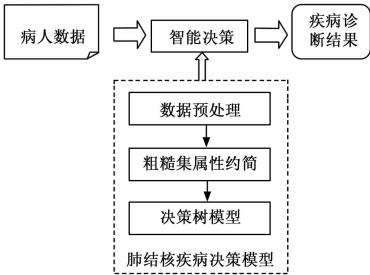 病人数据
智能决策
疾病诊
断结果
数据预处理
粗糙集属性约简
决策树模型
肺结核疾病决策模型